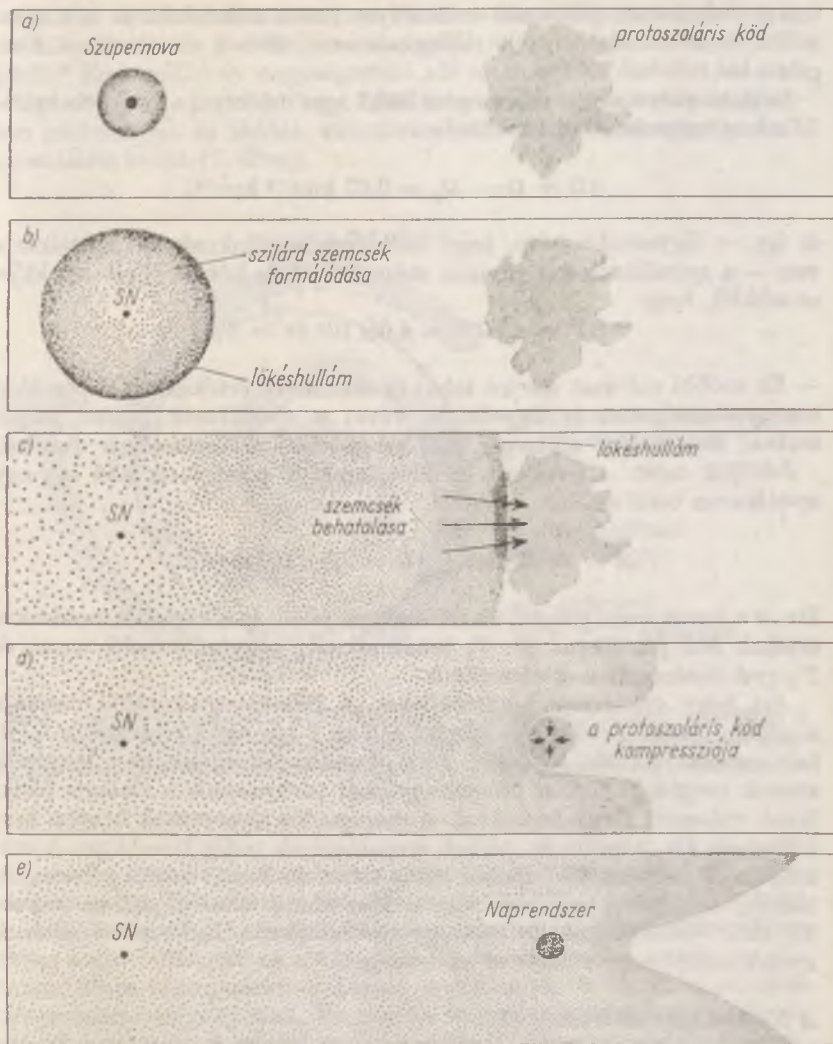 a)
Szupernova
protoszoláris köd
b)
szilárd szemcsék
formálódása
SN
lökéshullám
c)
lökéshullám
SN
szemcsék
behatolása
d)
SN
a protoszoláris köd
kompressziója
e)
Naprendszer
SN